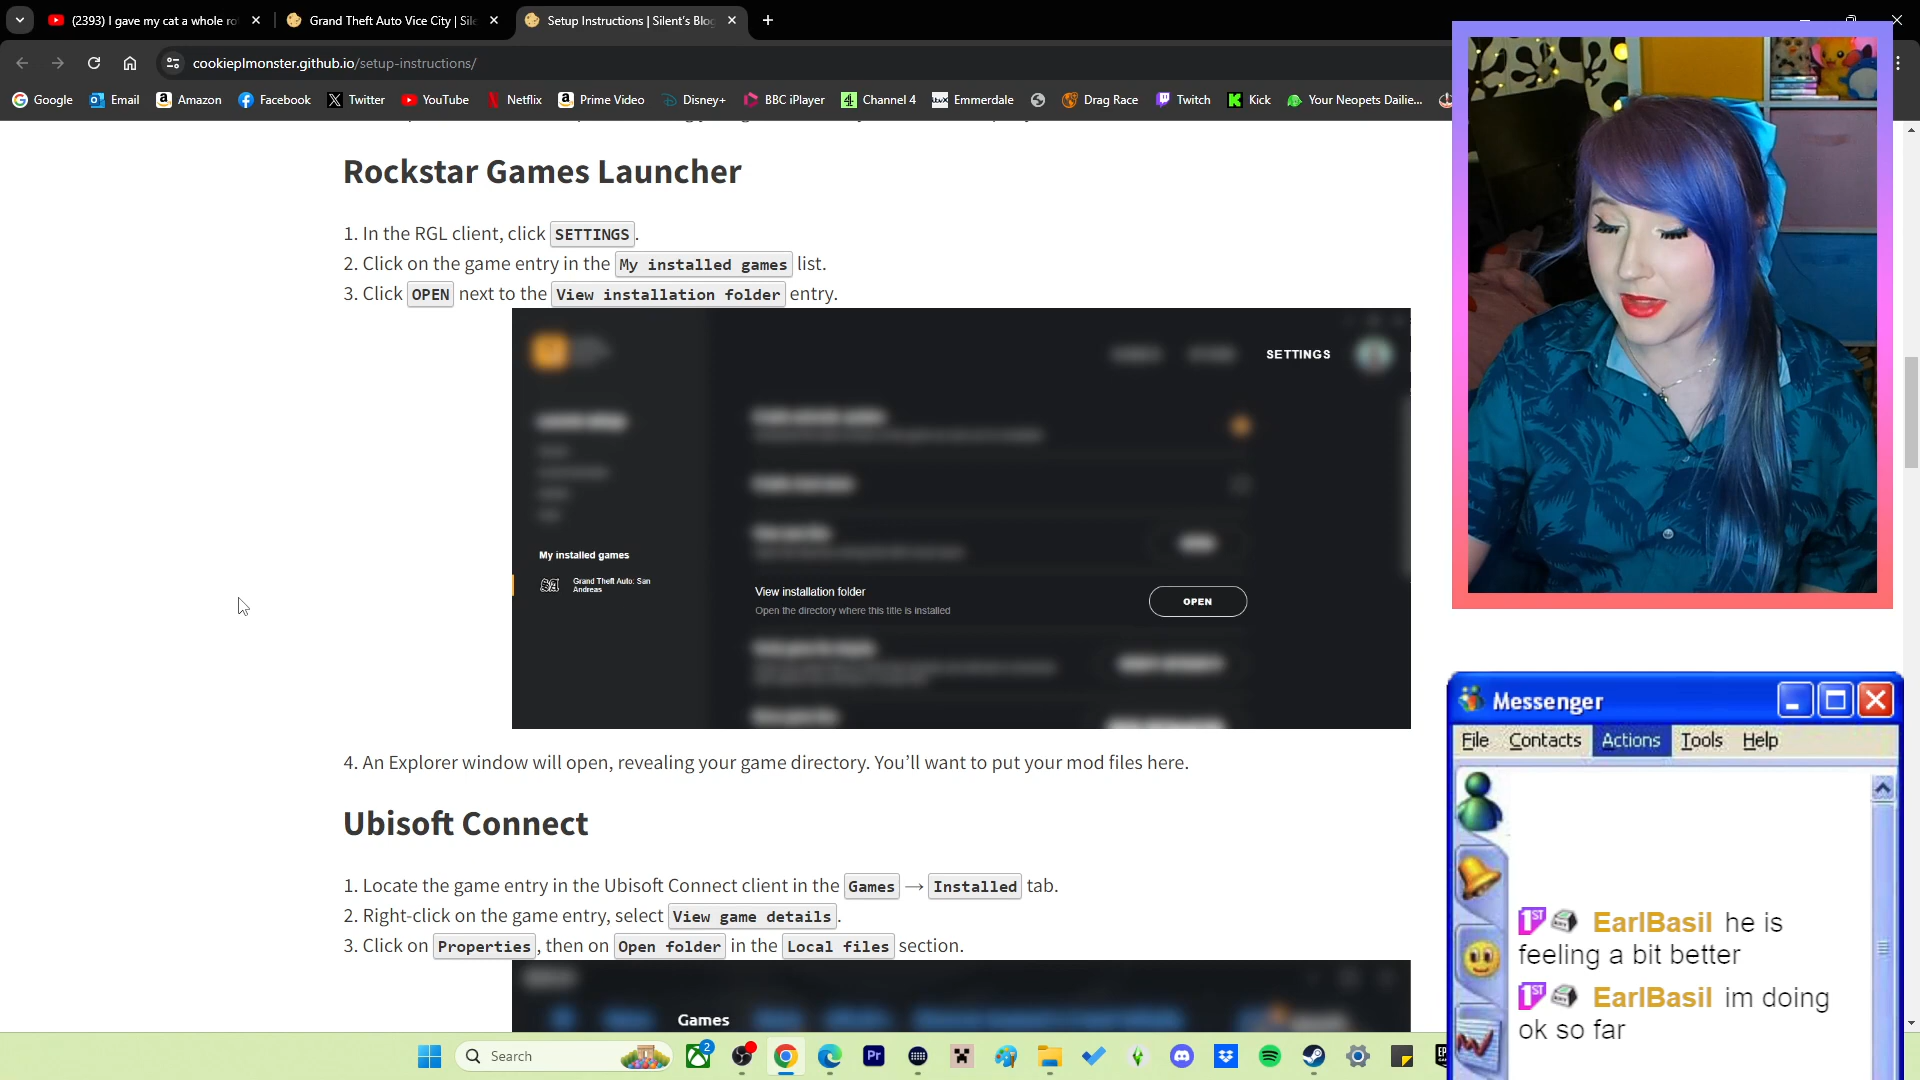 (2393) I gave my cat a whole ro
Grand Theft Auto Vice City | Sile
Setup Instructions | Silent's Blog
cookieplmonster.github.io/setup-instructions/
Google Email Amazon Facebook Twitter YouTube Netflix Prime Video Disney+ BBC iPlayer Channel 4 Emmerdale Drag Race Twitch Kick Your Neopets Dailie...
Rockstar Games Launcher
1. In the RGL client, click SETTINGS.
2. Click on the game entry in the My installed games list.
3. Click OPEN next to the View installation folder entry.
SETTINGS
My installed games
Grand Theft Auto: San
Andreas
View installation folder
Open the directory where this title is installed
OPEN
4. An Explorer window will open, revealing your game directory. You’ll want to put your mod files here.
Ubisoft Connect
1. Locate the game entry in the Ubisoft Connect client in the Games → Installed tab.
2. Right-click on the game entry, select View game details.
3. Click on Properties, then on Open folder in the Local files section.
Games
Search
2
Pr
Messenger
File Contacts Actions Tools Help
1ST EarlBasil he is
feeling a bit better
1ST EarlBasil im doing
ok so far